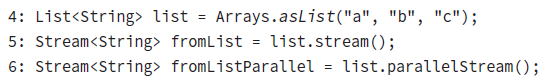 4: List<String> list = Arrays.asList("a", "b", "c");
5: Stream<String> fromList = list.stream();
6: Stream<String> fromListParallel = list.parallelStream();